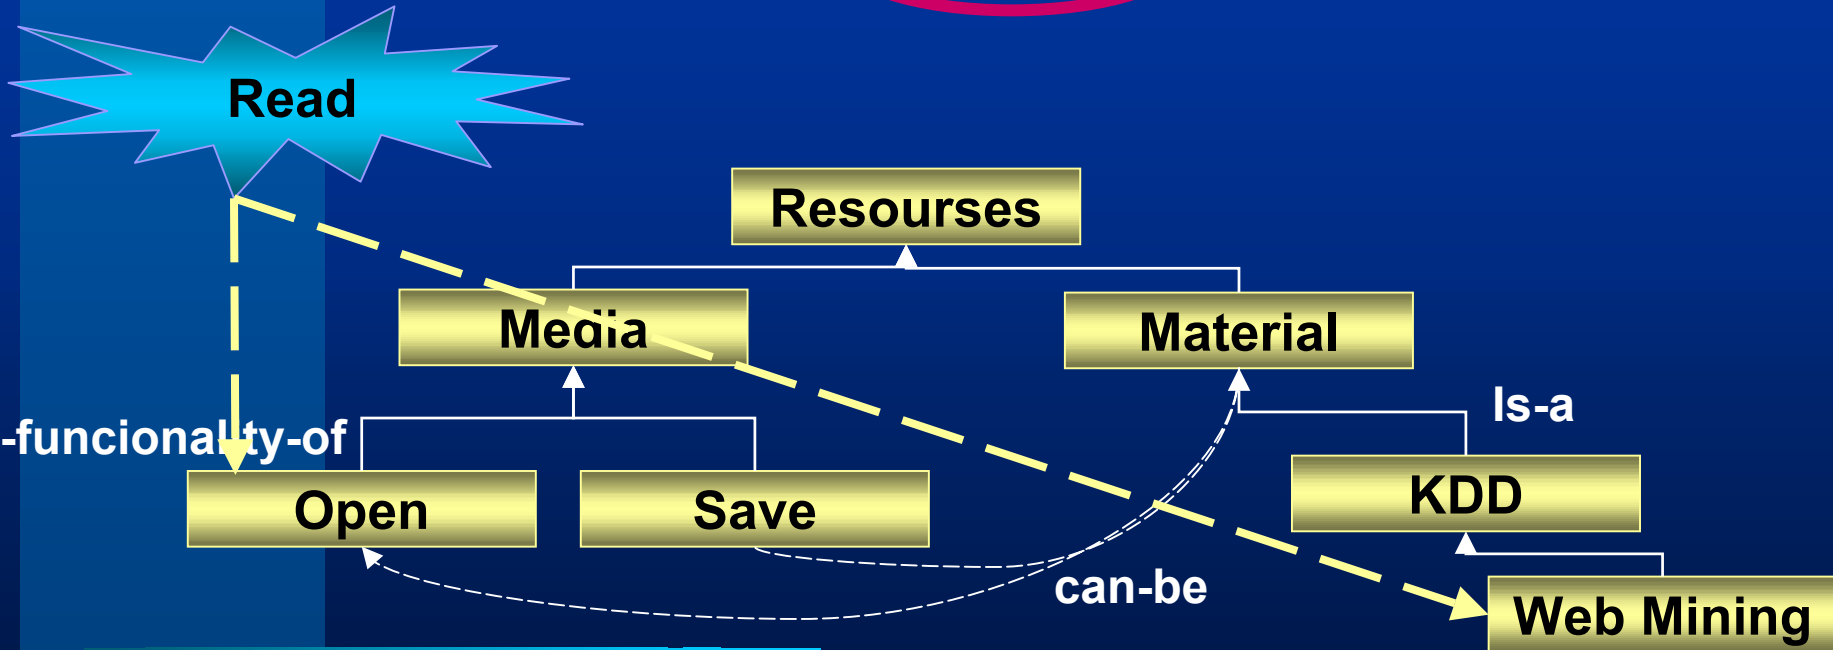 Read
Resourses
Media
Material
Is-a
-funcionality-of
KDD
Open
Save
can-be
Web Mining